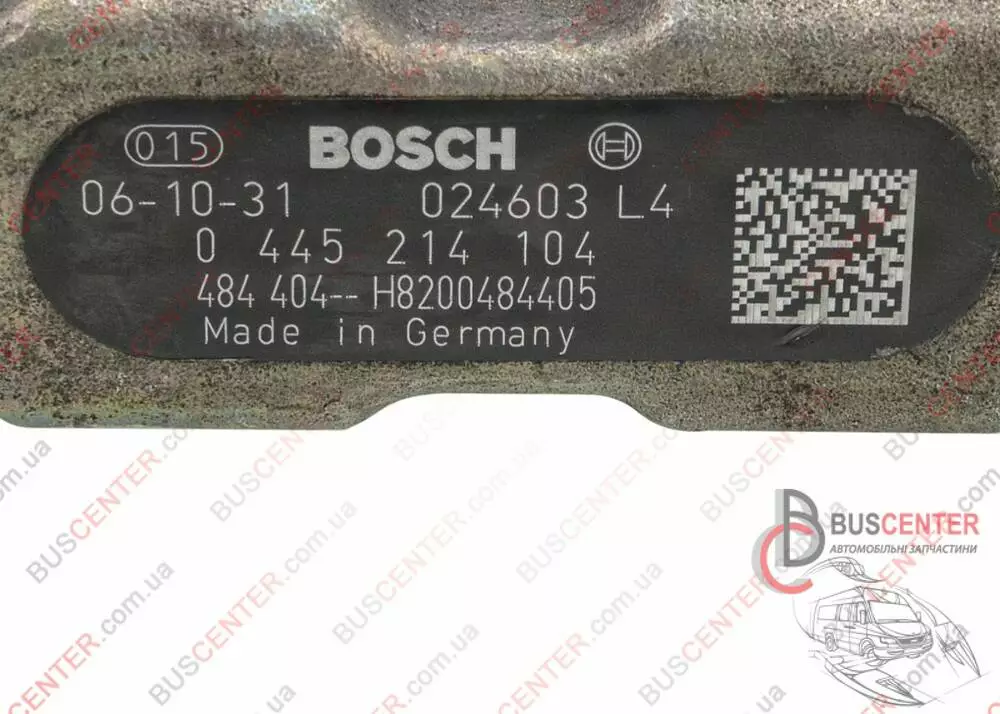 015 BOSCH
06-10-31 024603 L4
0 445 214 104
484 404-- H8200484405
Made in Germany
BUSCENTER
АВТОМОБІЛЬНІ ЗАПЧАСТИНИ
BUSCENTER.com.ua